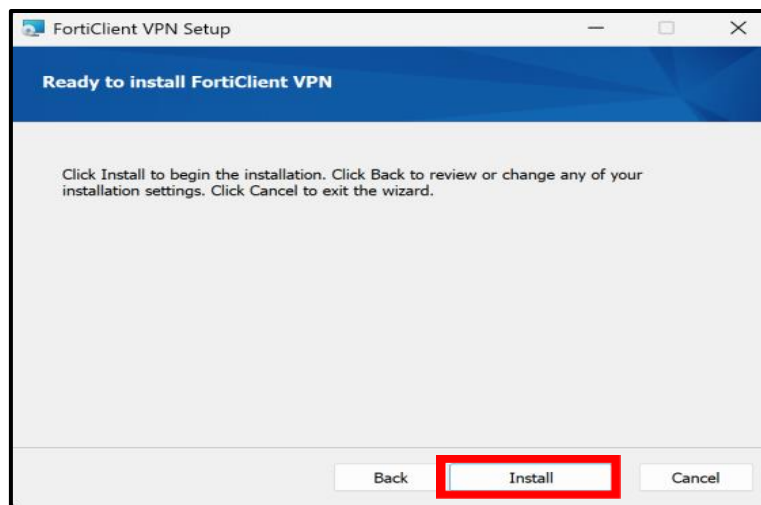 FortiClient VPN Setup
Ready to install FortiClient VPN
Click Install to begin the installation. Click Back to review or change any of your
installation settings. Click Cancel to exit the wizard.
Back Install Cancel